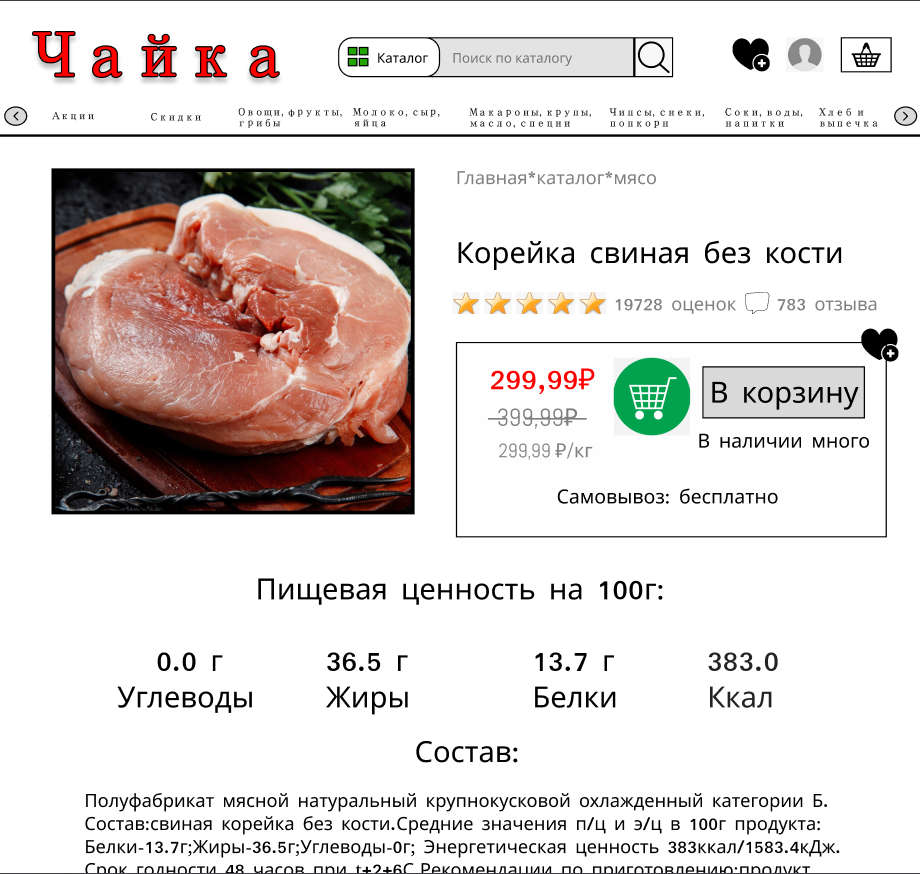 Чайка
Каталог
Поиск по каталогу
Акции
Скидки
Овощи, фрукты,
грибы
Молоко, сыр,
яйца
Макароны, крупы,
масло, специи
Чипсы, снеки,
попкорн
Соки, воды,
напитки
Хлеб и
выпечка
Главная*каталог*мясо
Корейка свиная без кости
19728 оценок 783 отзыва
299,99₽
399,99₽
299,99 ₽/кг
В корзину
В наличии много
Самовывоз: бесплатно
Пищевая ценность на 100г:
0.0 г
Углеводы
36.5 г
Жиры
13.7 г
Белки
383.0
Ккал
Состав:
Полуфабрикат мясной натуральный крупнокусковой охлажденный категории Б.
Состав:свиная корейка без кости.Средние значения п/ц и э/ц в 100г продукта:
Белки-13.7г;Жиры-36.5г;Углеводы-0г; Энергетическая ценность 383ккал/1583.4кДж.
Срок годности 48 часов при t+2+6С.Рекомендации по приготовлению:продукт